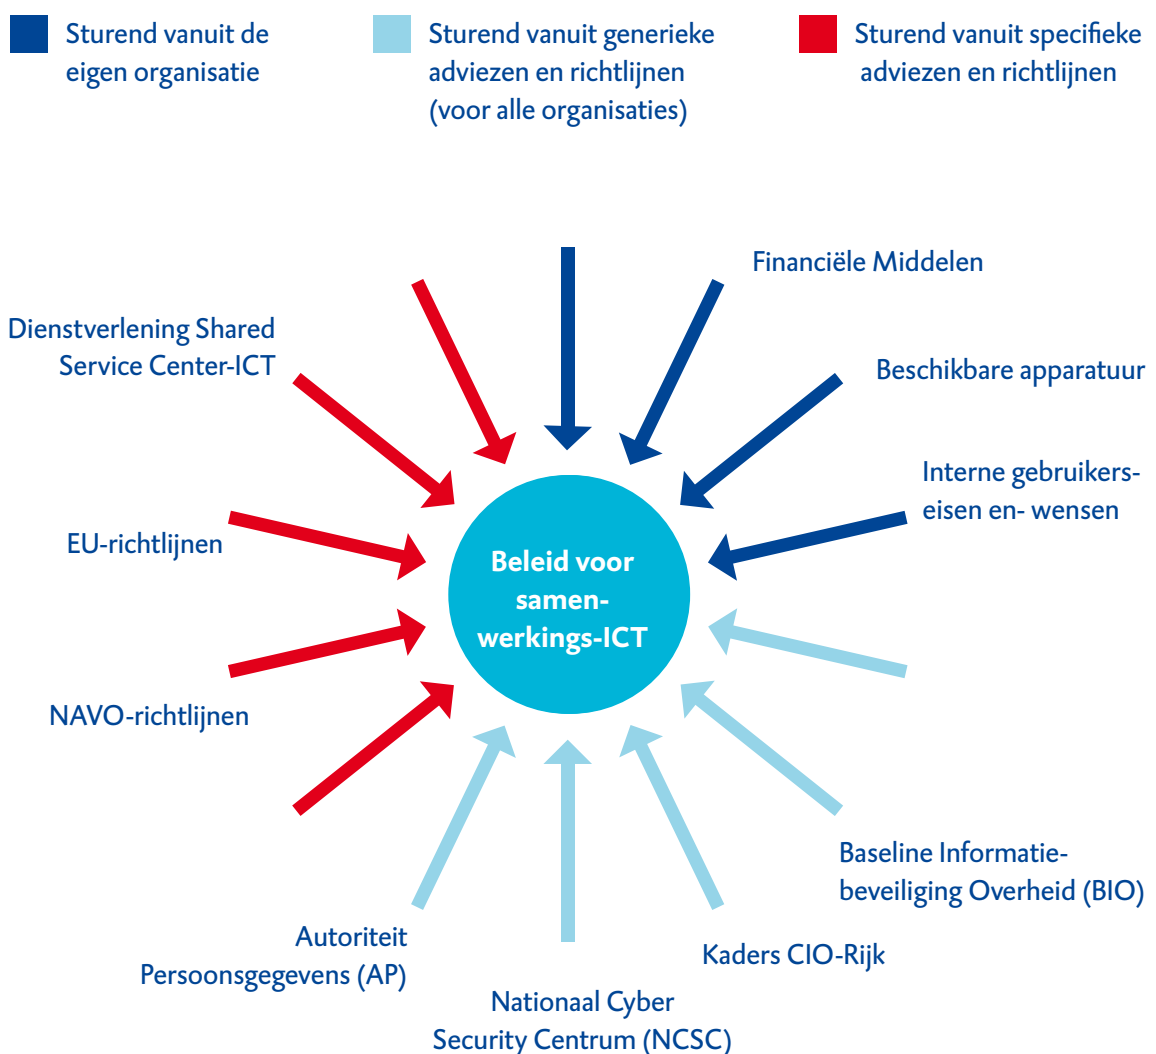 Sturend vanuit de
eigen organisatie
Sturend vanuit generieke
adviezen en richtlijnen
(voor alle organisaties)
Sturend vanuit specifieke
adviezen en richtlijnen
Financiële Middelen
Dienstverlening Shared
Service Center-ICT
Beschikbare apparatuur
Interne gebruikers-
eisen en- wensen
EU-richtlijnen
Beleid voor
samen-
werkings-ICT
NAVO-richtlijnen
Baseline Informatie-
beveiliging Overheid (BIO)
Autoriteit
Persoonsgegevens (AP)
Kaders CIO-Rijk
Nationaal Cyber
Security Centrum (NCSC)